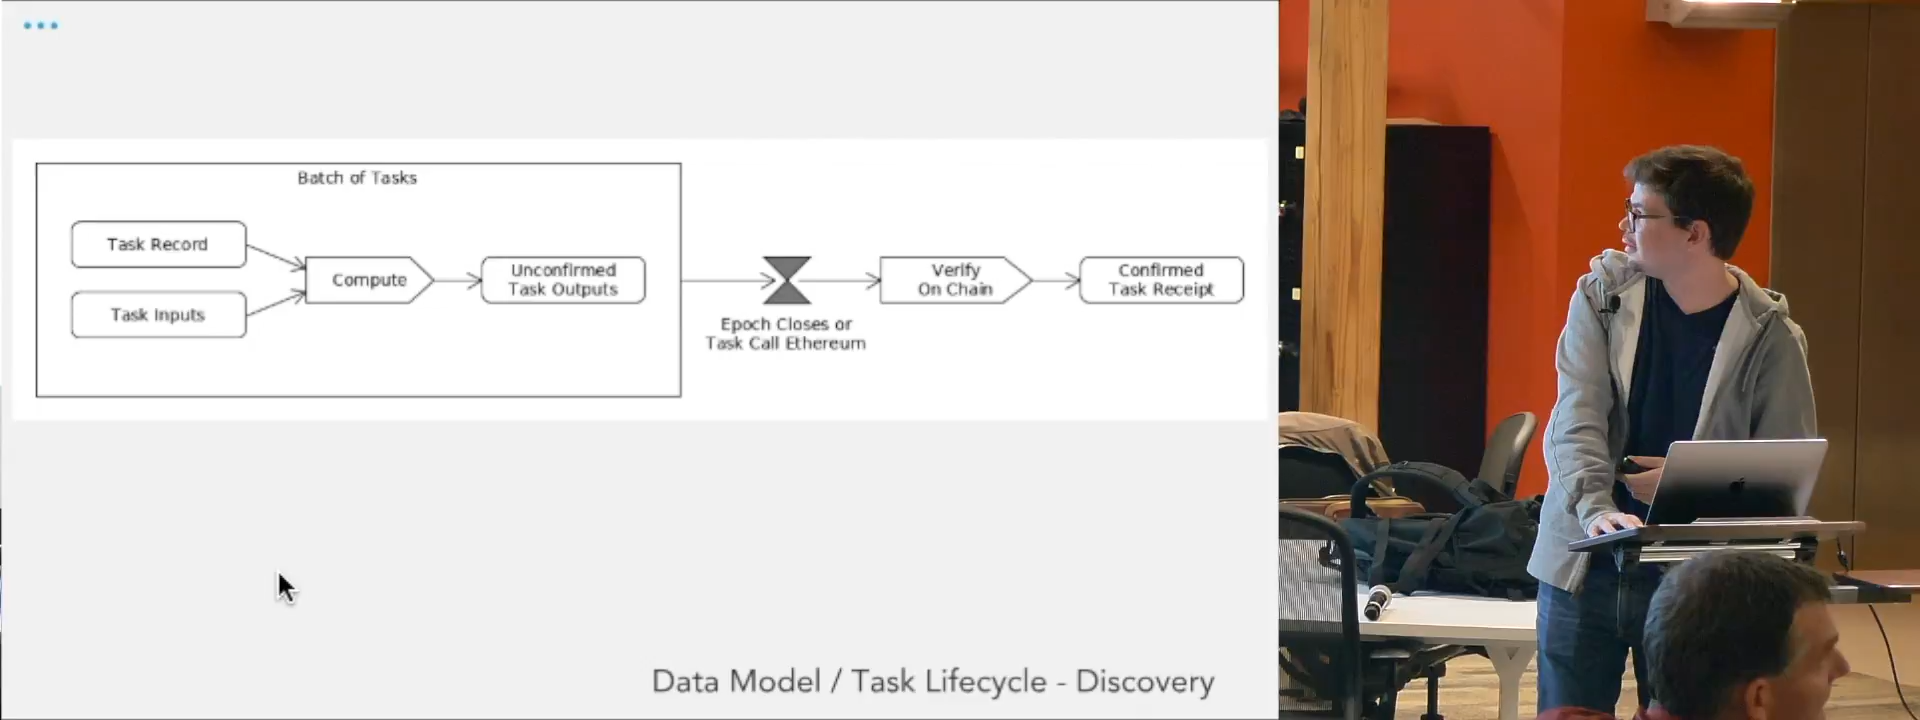 Batch of Tasks
Task Record
Task Inputs
Compute
Unconfirmed
Task Outputs
Epoch Closes or
Task Call Ethereum
Verify
On Chain
Confirmed
Task Receipt
Data Model / Task Lifecycle - Discovery